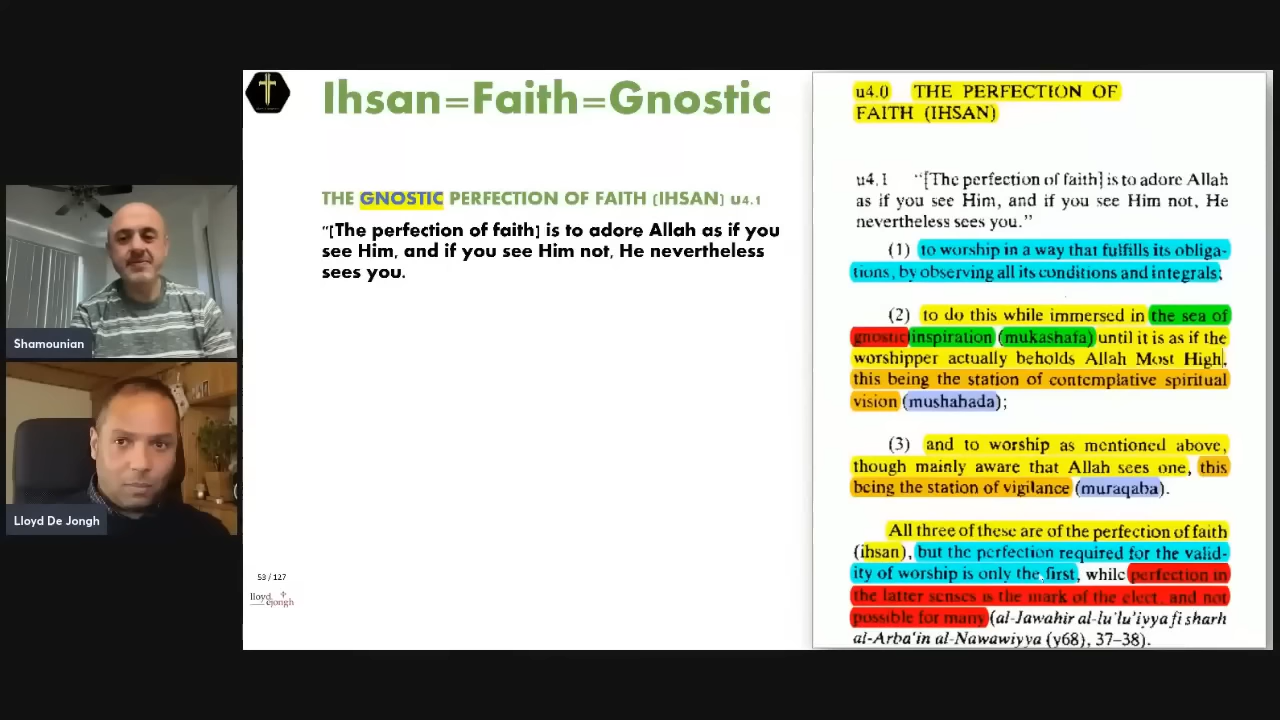 Ihsan=Faith=Gnostic
THE GNOSTIC PERFECTION OF FAITH (IHSAN) u4.1
“[The perfection of faith] is to adore Allah as if you
see Him, and if you see Him not, He nevertheless
sees you.
53 / 127
lloyd
dejongh
Shamounian
Lloyd De Jongh
u4.0 THE PERFECTION OF
FAITH (IHSAN)
u4.1 “[The perfection of faith] is to adore Allah
as if you see Him, and if you see Him not, He
nevertheless sees you.”
(1) to worship in a way that fulfills its obliga-
tions, by observing all its conditions and integrals;
(2) to do this while immersed in the sea of
gnostic inspiration (mukashafa) until it is as if the
worshipper actually beholds Allah Most High,
this being the station of contemplative spiritual
vision (mushahada);
(3) and to worship as mentioned above,
though mainly aware that Allah sees one, this
being the station of vigilance (muraqaba).
All three of these are of the perfection of faith
(ihsan), but the perfection required for the valid-
ity of worship is only the first, while perfection in
the latter senses is the mark of the elect, and not
possible for many (al-Jawahir al-lu'lu'iyya fi sharh
al-Arba'in al-Nawawiyya (y68), 37–38).